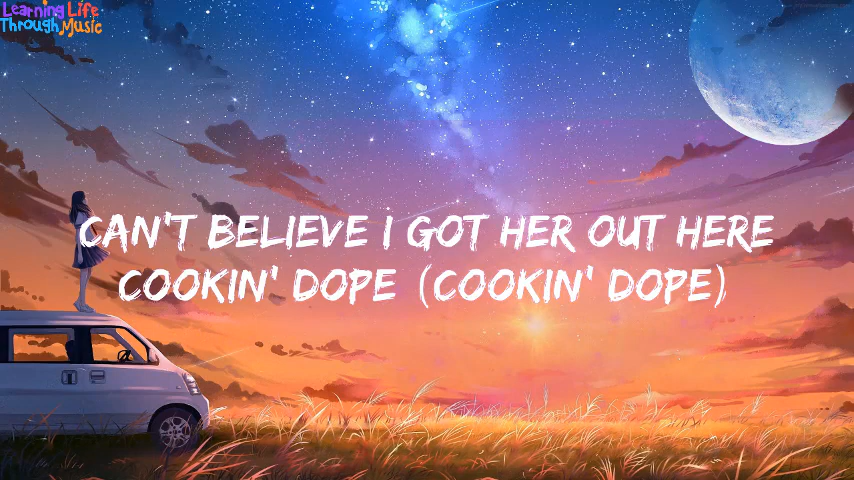 Learning Life
Through Music
CAN'T BELIEVE I GOT HER OUT HERE
COOKIN' DOPE (COOKIN' DOPE)